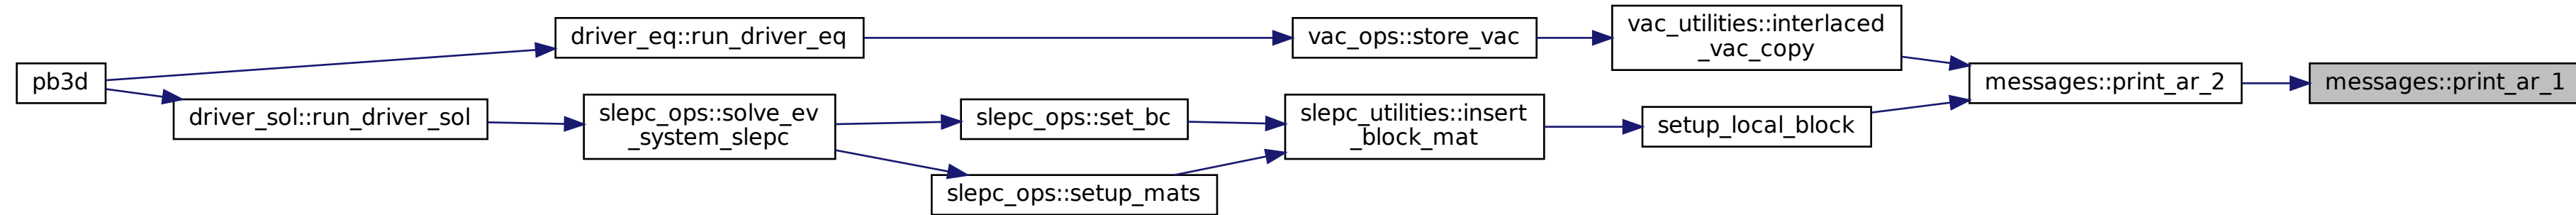 pb3d
driver_eq::run_driver_eq
driver_sol::run_driver_sol
slepc_ops::solve_ev
_system_slepc
slepc_ops::set_bc
slepc_ops::setup_mats
vac_ops::store_vac
slepc_utilities::insert
_block_mat
vac_utilities::interlaced
_vac_copy
setup_local_block
messages::print_ar_2
messages::print_ar_1